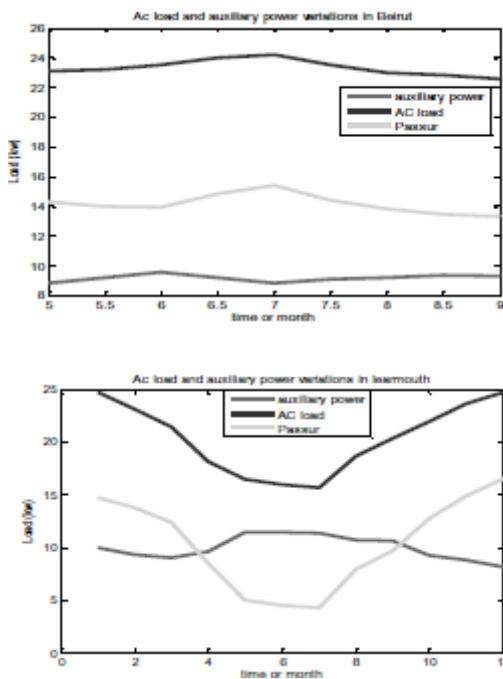 Ac load and auxiliary power variations in Beirut
26
24
22
20
18
16
14
12
10
8
Load (kw)
auxiliary power
AC load
Passur
5 5.5 6 6.5 7 7.5 8 8.5 9
time or month
Ac load and auxiliary power variations in learmouth
25
20
15
10
5
0
Load (kw)
auxiliary power
AC load
Passur
0 2 4 6 8 10 12
time or month